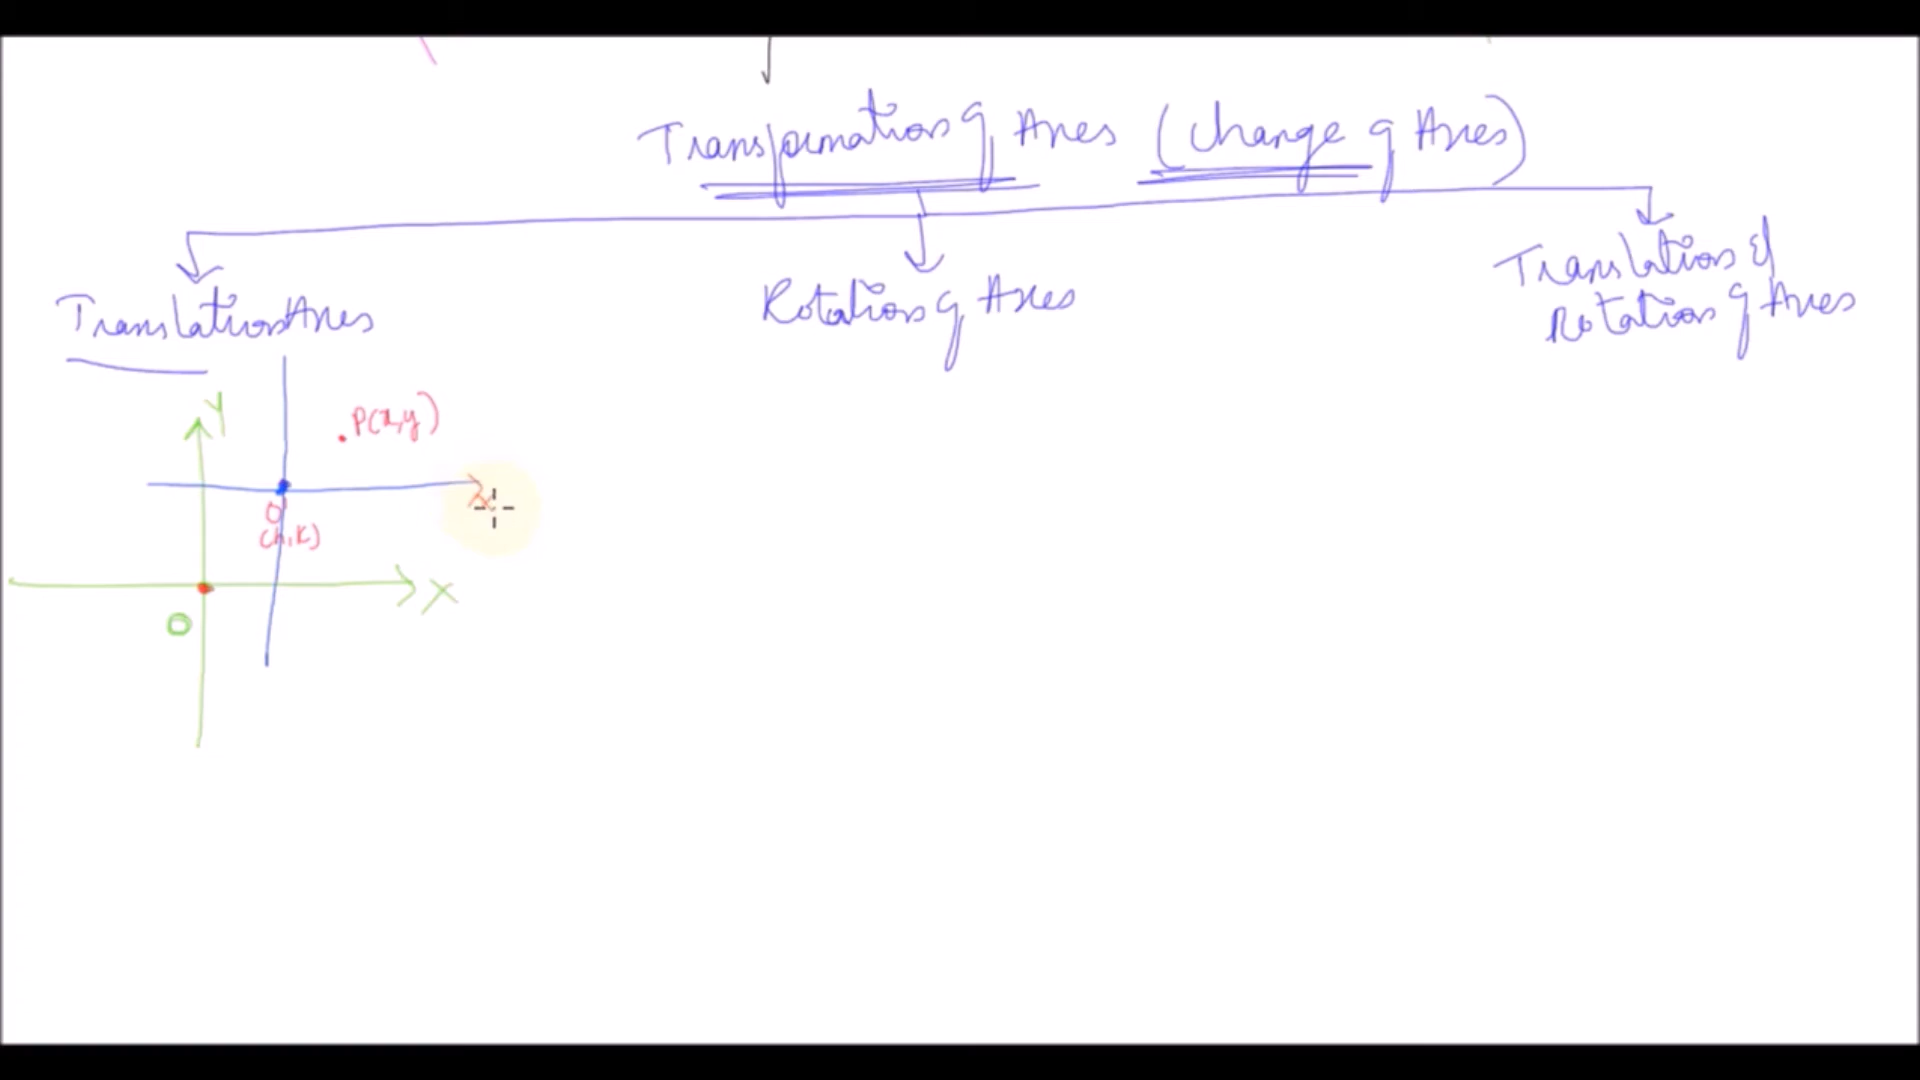 Transformation of Axes (Change of Axes)
Translation Axes
Rotation of Axes
Translation &
Rotation of Axes
Y
P(x,y)
O'
(h,k)
X
O